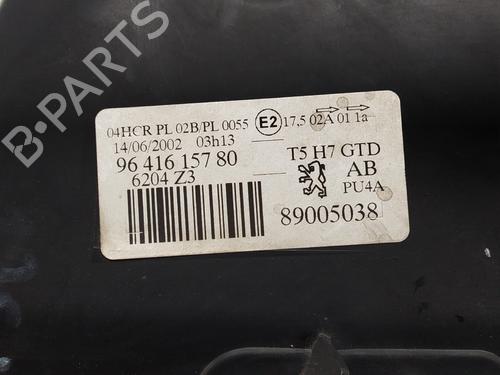 04HCR PL 02B/PL 0055 E2 17,5 02A 01 1a
14/06/2002 03h13
96 416 157 80
6204 Z3
T5 H7 GTD
AB
PU4A
89005038
B-PARTS